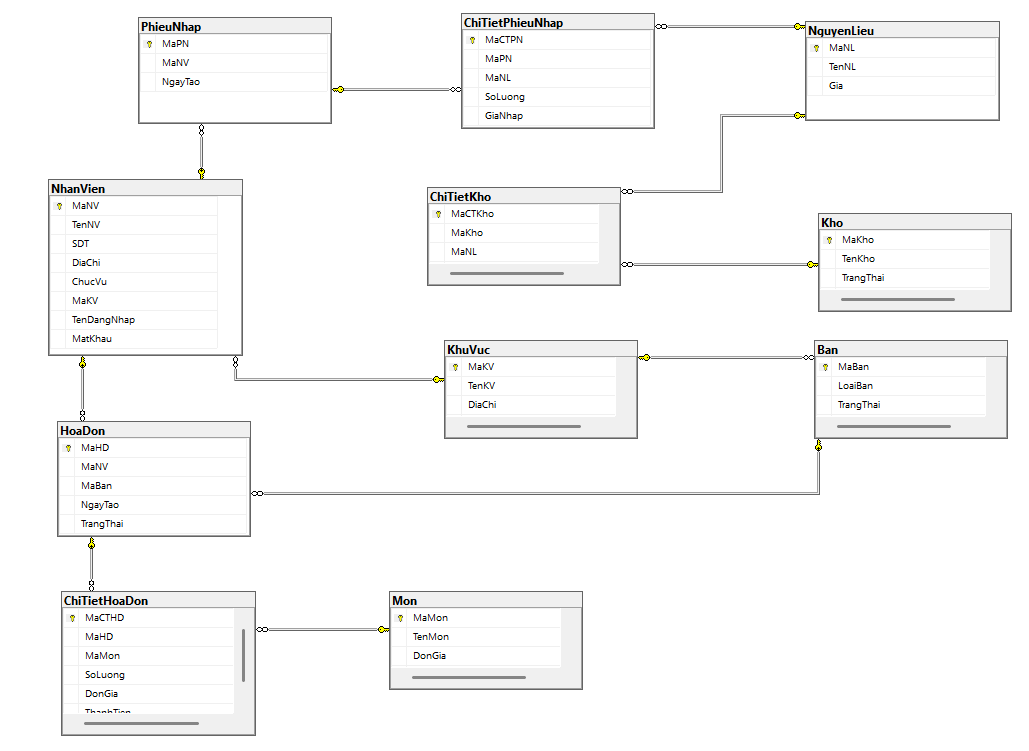 PhieuNhap
MaPN
MaNV
NgayTao
ChiTietPhieuNhap
MaCTPN
MaPN
MaNL
SoLuong
GiaNhap
NguyenLieu
MaNL
TenNL
Gia
NhanVien
MaNV
TenNV
SDT
DiaChi
ChucVu
MaKV
TenDangNhap
MatKhau
ChiTietKho
MaCTKho
MaKho
MaNL
Kho
MaKho
TenKho
TrangThai
KhuVuc
MaKV
TenKV
DiaChi
Ban
MaBan
LoaiBan
TrangThai
HoaDon
MaHD
MaNV
MaBan
NgayTao
TrangThai
ChiTietHoaDon
MaCTHD
MaHD
MaMon
SoLuong
DonGia
ThanhTien
Mon
MaMon
TenMon
DonGia